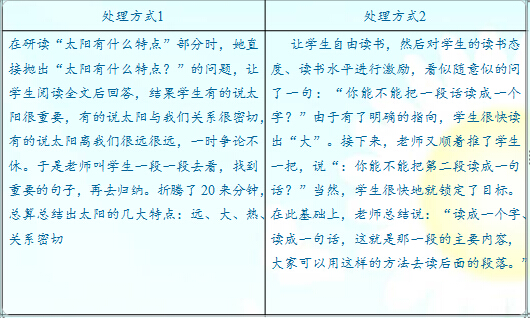 处理方式1
在研读“太阳有什么特点”部分时，她直
接抛出“太阳有什么特点？”的问题，让
学生阅读全文后回答，结果学生有的说太
阳很重要，有的说太阳与我们关系很密切，
有的说太阳离我们很远很远，一时争论不
休。于是老师叫学生一段一段去看，找到
重要的句子，再去归纳。折腾了20来分钟，
总算总结出太阳的几大特点：远、大、热、
关系密切
处理方式2
让学生自由读书，然后对学生的读书态
度、读书水平进行激励，看似随意似的问
了一句：“你能不能把一段话读成一个
字？”由于有了明确的指向，学生很快读
出“大”。接下来，老师又顺着推了学生
一把，说“：你能不能把第二段读成一句
话？”当然，学生很快地就锁定了目标。
在此基础上，老师总结说：“读成一个字、
读成一句话，这就是那一段的主要内容，
大家可以用这样的方法去读后面的段落。”